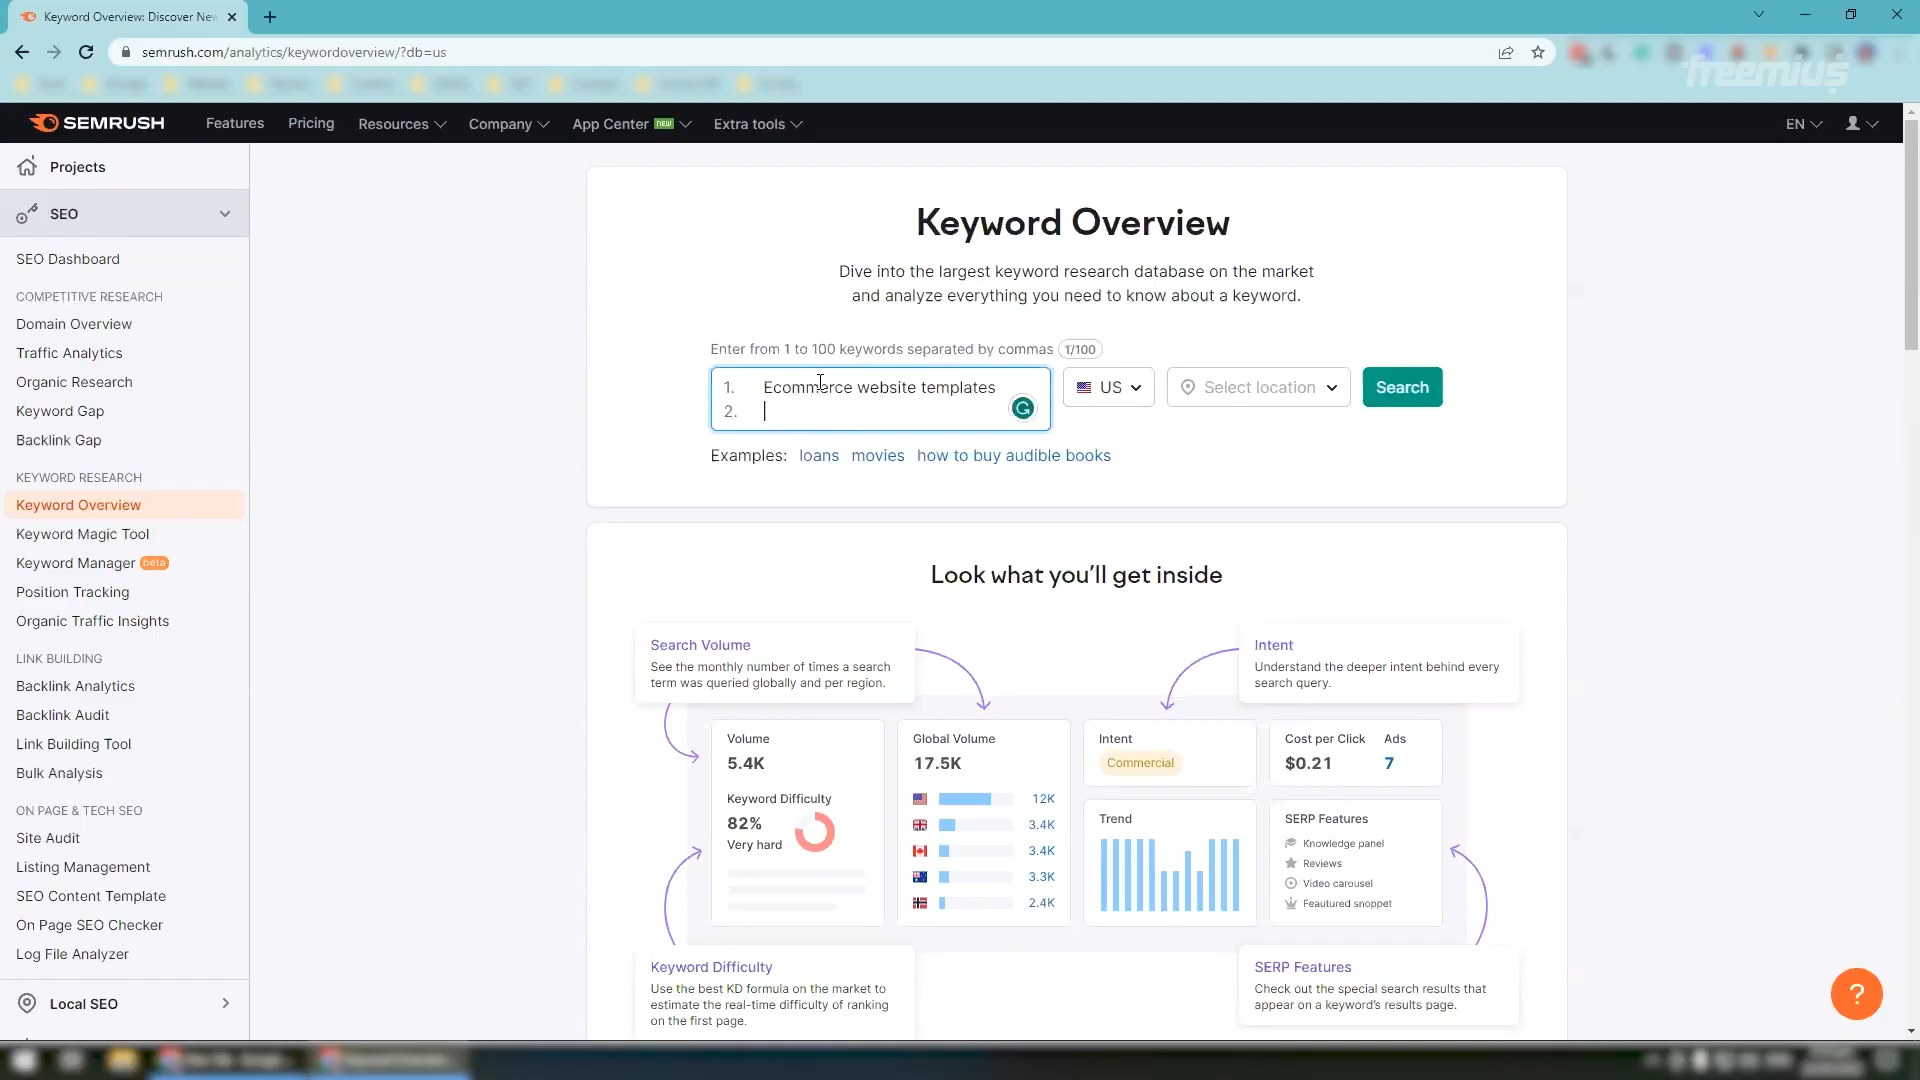 Keyword Overview: Discover New
semrush.com/analytics/keywordoverview/?db=us
freemius
SEMRUSH
Features
Pricing
Resources
Company
App Center NEW
Extra tools
EN
Projects
SEO
SEO Dashboard
COMPETITIVE RESEARCH
Domain Overview
Traffic Analytics
Organic Research
Keyword Gap
Backlink Gap
KEYWORD RESEARCH
Keyword Overview
Keyword Magic Tool
Keyword Manager beta
Position Tracking
Organic Traffic Insights
LINK BUILDING
Backlink Analytics
Backlink Audit
Link Building Tool
Bulk Analysis
ON PAGE & TECH SEO
Site Audit
Listing Management
SEO Content Template
On Page SEO Checker
Log File Analyzer
Local SEO
Keyword Overview
Dive into the largest keyword research database on the market
and analyze everything you need to know about a keyword.
Enter from 1 to 100 keywords separated by commas 1/100
1. Ecommerce website templates
2.
US
Select location
Search
Examples: loans movies how to buy audible books
Look what you'll get inside
Search Volume
See the monthly number of times a search
term was queried globally and per region.
Intent
Understand the deeper intent behind every
search query.
Volume
5.4K
Keyword Difficulty
82%
Very hard
Global Volume
17.5K
12K
3.4K
3.4K
3.3K
2.4K
Intent
Commercial
Trend
Cost per Click Ads
$0.21 7
SERP Features
Knowledge panel
Reviews
Video carousel
Feautured snoppet
Keyword Difficulty
Use the best KD formula on the market to
estimate the real-time difficulty of ranking
on the first page.
SERP Features
Check out the special search results that
appear on a keyword's results page.
?